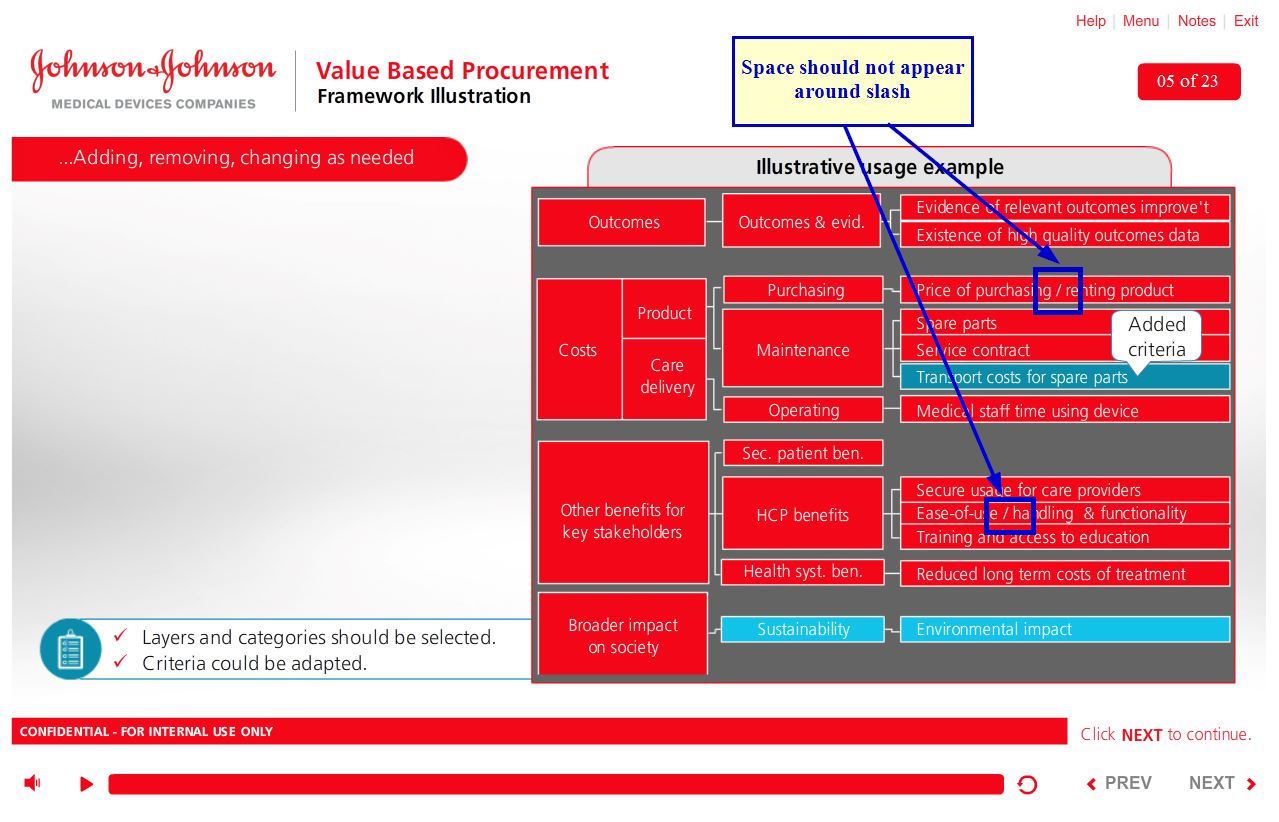 Help | Menu | Notes | Exit
Johnson & Johnson
MEDICAL DEVICES COMPANIES
Value Based Procurement
Framework Illustration
Space should not appear
around slash
05 of 23
...Adding, removing, changing as needed
Illustrative usage example
Outcomes
Outcomes & evid.
Evidence of relevant outcomes improve't
Existence of high quality outcomes data
Costs
Product
Care
delivery
Purchasing
Price of purchasing / renting product
Maintenance
Spare parts
Service contract
Transport costs for spare parts
Added
criteria
Operating
Medical staff time using device
Other benefits for
key stakeholders
Sec. patient ben.
HCP benefits
Secure usage for care providers
Ease-of-use / handling  & functionality
Training and access to education
Health syst. ben.
Reduced long term costs of treatment
Broader impact
on society
Sustainability
Environmental impact
Layers and categories should be selected.
Criteria could be adapted.
CONFIDENTIAL - FOR INTERNAL USE ONLY
Click NEXT to continue.
PREV
NEXT